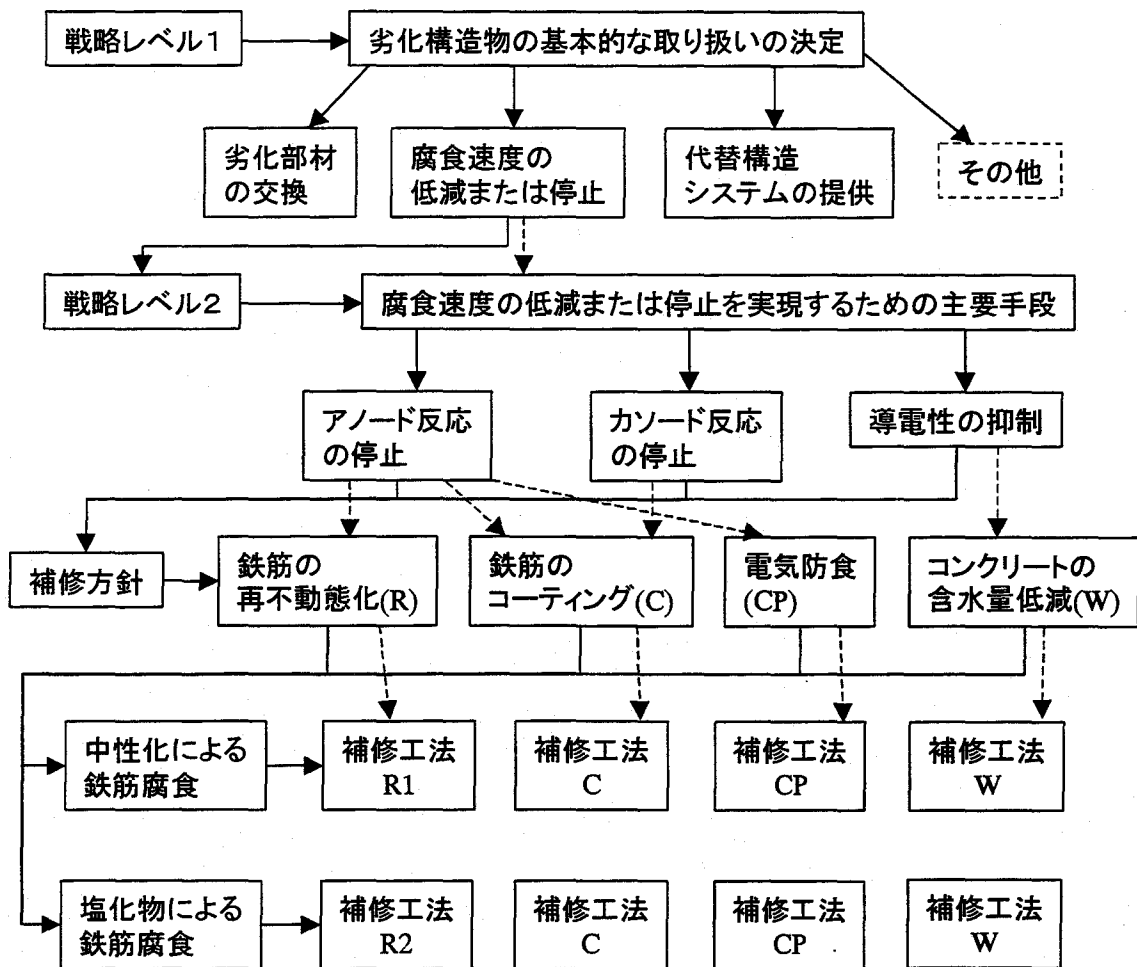 戦略レベル１
劣化構造物の基本的な取り扱いの決定
劣化部材
の交換
腐食速度の
低減または停止
代替構造
システムの提供
その他
戦略レベル２
腐食速度の低減または停止を実現するための主要手段
アノード反応
の停止
カソード反応
の停止
導電性の抑制
補修方針
鉄筋の
再不動態化(R)
鉄筋の
コーティング(C)
電気防食
(CP)
コンクリートの
含水量低減(W)
中性化による
鉄筋腐食
補修工法
R1
補修工法
C
補修工法
CP
補修工法
W
塩化物による
鉄筋腐食
補修工法
R2
補修工法
C
補修工法
CP
補修工法
W